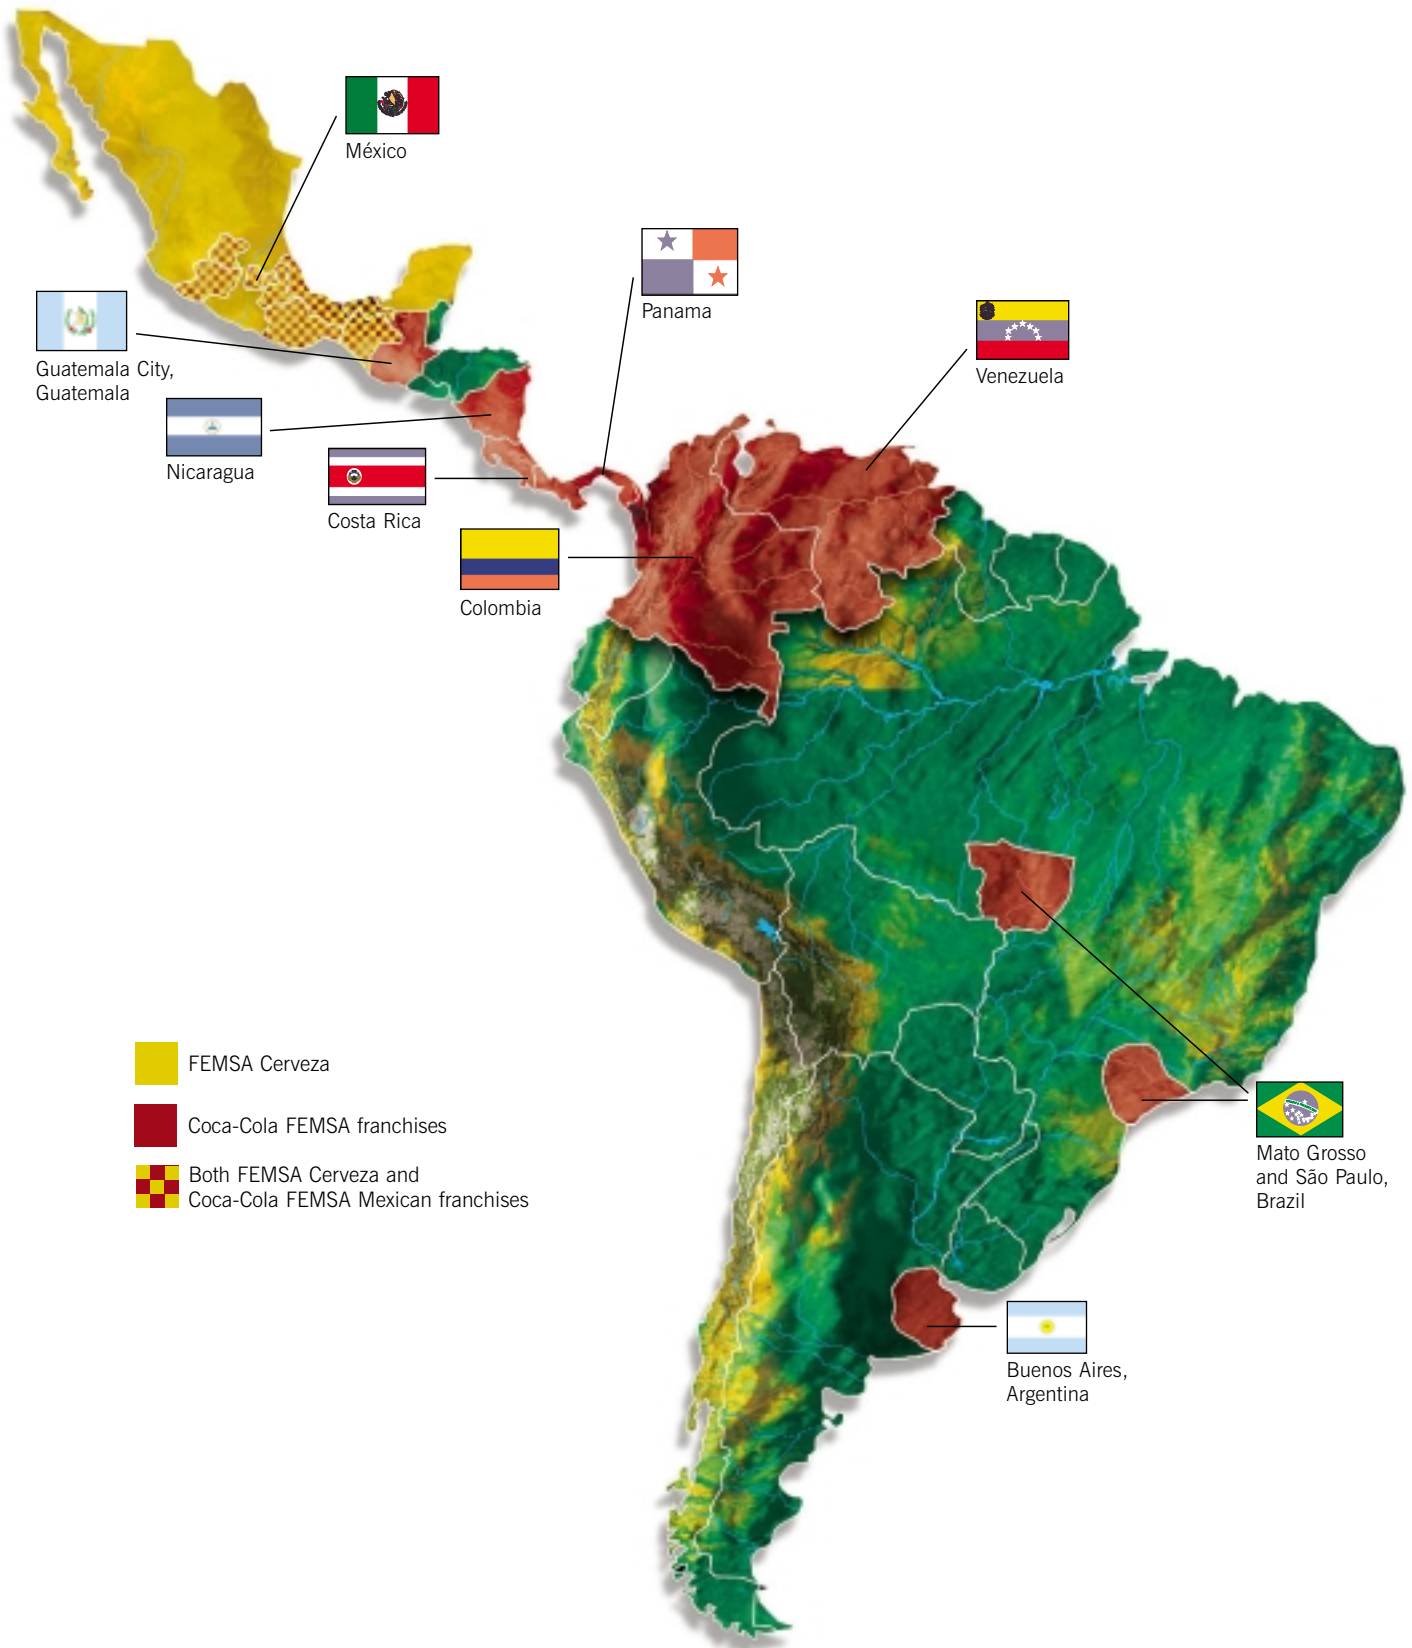 México
Panama
Venezuela
Guatemala City,
Guatemala
Nicaragua
Costa Rica
Colombia
FEMSA Cerveza
Coca-Cola FEMSA franchises
Both FEMSA Cerveza and
Coca-Cola FEMSA Mexican franchises
Mato Grosso
and São Paulo,
Brazil
Buenos Aires,
Argentina